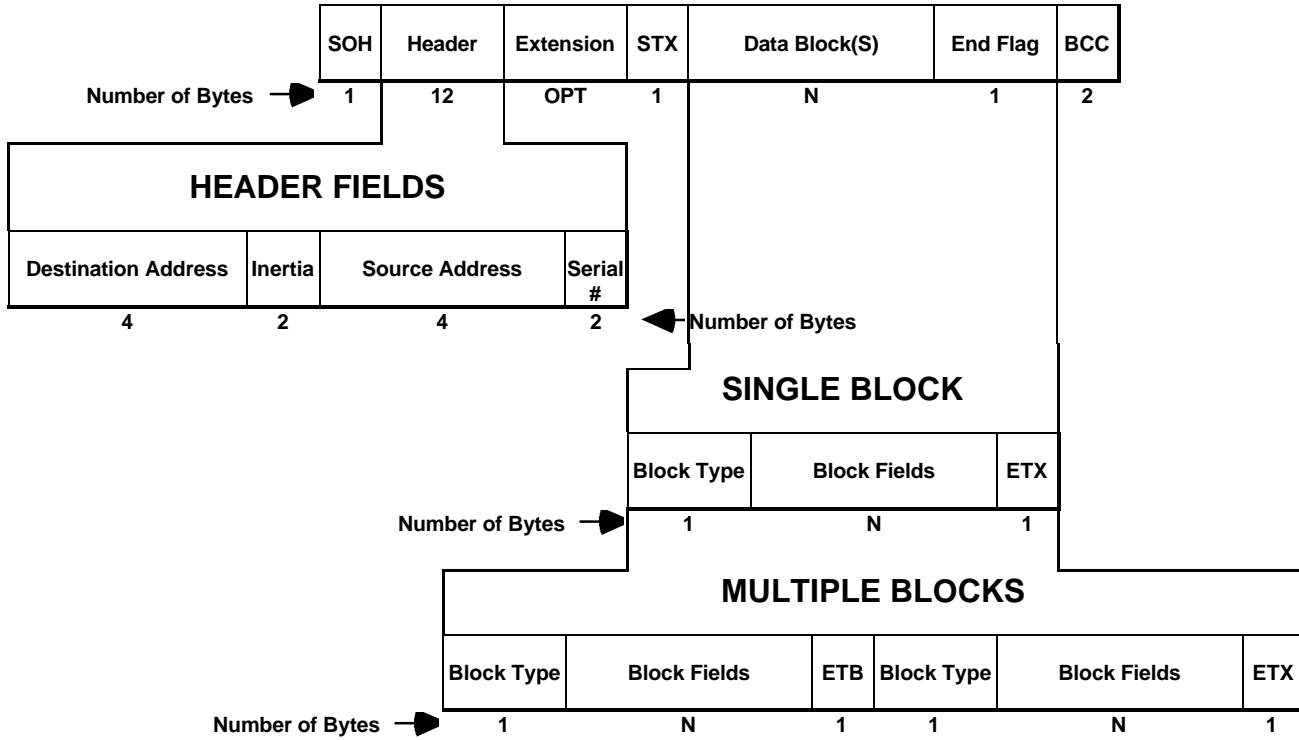 SOH Header Extension STX Data Block(S) End Flag BCC
Number of Bytes 1 12 OPT 1 N 1 2
HEADER FIELDS
Destination Address Inertia Source Address Serial
#
4 2 4 2 Number of Bytes
SINGLE BLOCK
Block Type Block Fields ETX
Number of Bytes 1 N 1
MULTIPLE BLOCKS
Block Type Block Fields ETB Block Type Block Fields ETX
Number of Bytes 1 N 1 1 N 1